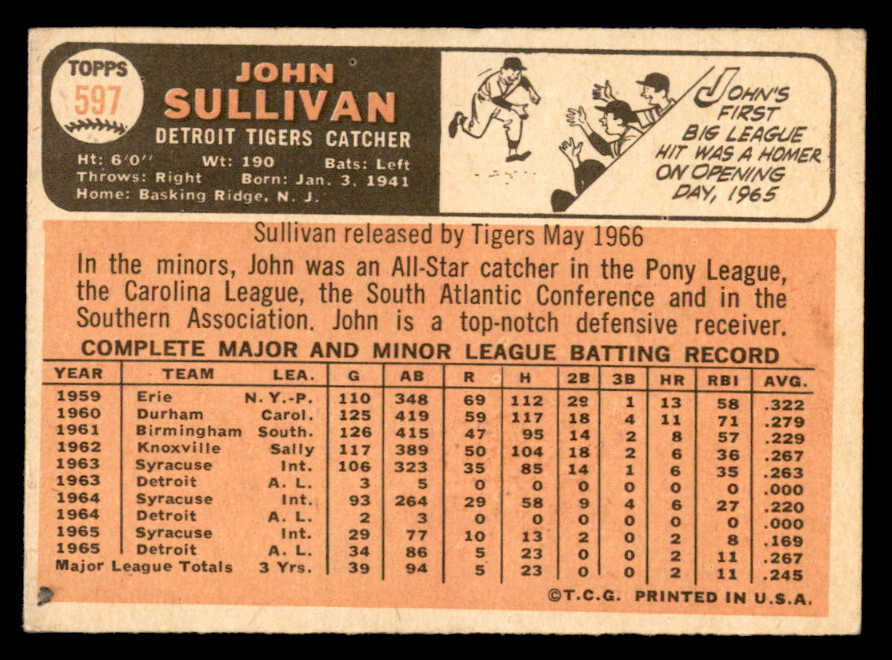 TOPPS
597
JOHN
SULLIVAN
DETROIT TIGERS CATCHER
Ht: 6'0" Wt: 190 Bats: Left
Throws: Right Born: Jan. 3, 1941
Home: Basking Ridge, N. J.
JOHN'S
FIRST
BIG LEAGUE
HIT WAS A HOMER
ON OPENING
DAY, 1965
Sullivan released by Tigers May 1966
In the minors, John was an All-Star catcher in the Pony League,
the Carolina League, the South Atlantic Conference and in the
Southern Association. John is a top-notch defensive receiver.
COMPLETE MAJOR AND MINOR LEAGUE BATTING RECORD
YEAR TEAM LEA. G AB R H 2B 3B HR RBI AVG.
1959 Erie N. Y.-P. 110 348 69 112 29 1 13 58 .322
1960 Durham Carol. 125 419 59 117 18 4 11 71 .279
1961 Birmingham South. 126 415 47 95 14 2 8 57 .229
1962 Knoxville Sally 117 389 50 104 18 2 6 36 .267
1963 Syracuse Int. 106 323 35 85 14 1 6 35 .263
1963 Detroit A. L. 3 5 0 0 0 0 0 0 .000
1964 Syracuse Int. 93 264 29 58 9 4 6 27 .220
1964 Detroit A. L. 2 3 0 0 0 0 0 0 .000
1965 Syracuse Int. 29 77 10 13 2 0 2 8 .169
1965 Detroit A. L. 34 86 5 23 0 0 2 11 .267
Major League Totals 3 Yrs. 39 94 5 23 0 0 2 11 .245
©T.C.G. PRINTED IN U.S.A.